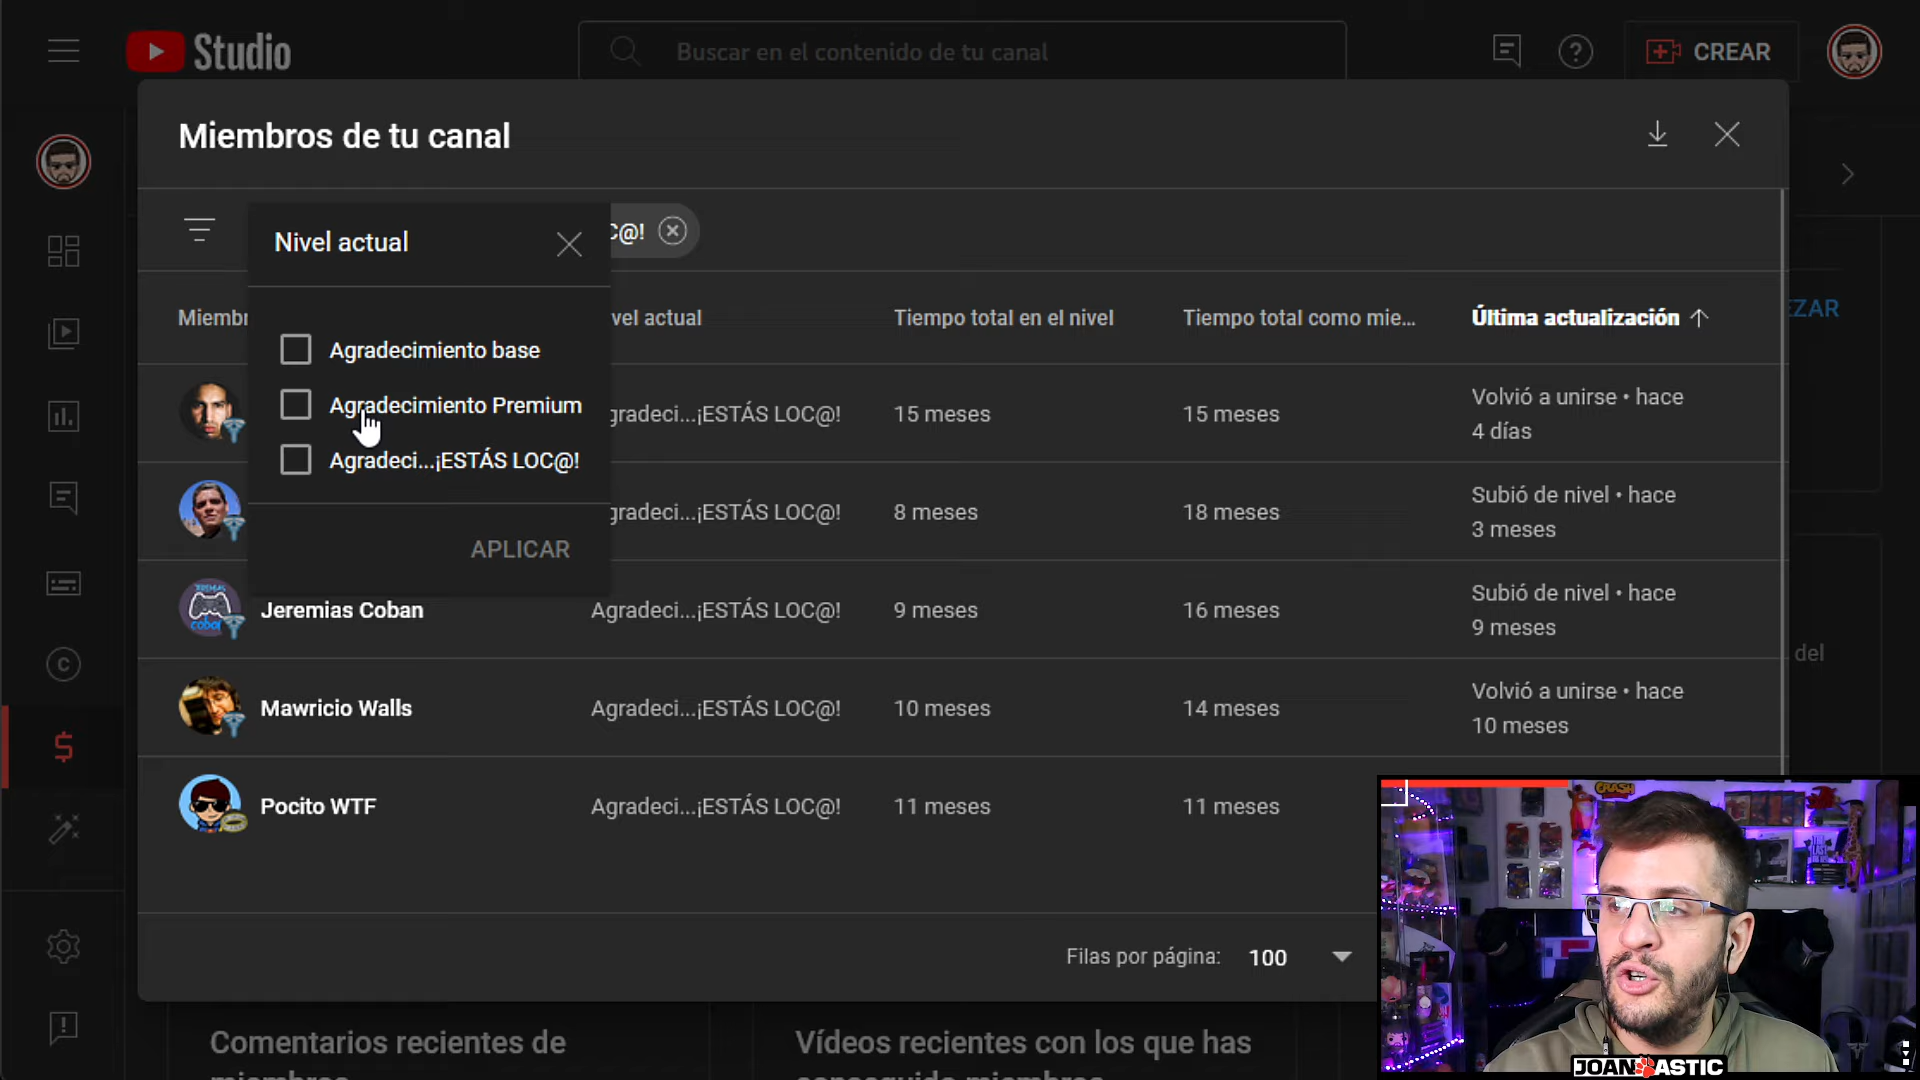 Studio
Buscar en el contenido de tu canal
CREAR
Miembros de tu canal
Nivel actual
C@!
Miembr
vel actual
Tiempo total en el nivel
Tiempo total como mie...
Última actualización
EZAR
Agradecimiento base
Agradecimiento Premium
Agradeci...¡ESTÁS LOC@!
APLICAR
gradeci...¡ESTÁS LOC@!
15 meses
15 meses
Volvió a unirse • hace
4 días
gradeci...¡ESTÁS LOC@!
8 meses
18 meses
Subió de nivel • hace
3 meses
Jeremias Coban
Agradeci...¡ESTÁS LOC@!
9 meses
16 meses
Subió de nivel • hace
9 meses
del
Mawricio Walls
Agradeci...¡ESTÁS LOC@!
10 meses
14 meses
Volvió a unirse • hace
10 meses
Pocito WTF
Agradeci...¡ESTÁS LOC@!
11 meses
11 meses
Filas por página:
100
Comentarios recientes de
miembros
Vídeos recientes con los que has
conseguido miembros
CRASH
JOANTASTIC